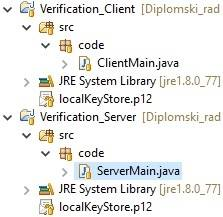 Verification_Client [Diplomski_rad
src
code
ClientMain.java
JRE System Library [jre1.8.0_77]
localKeyStore.p12
Verification_Server [Diplomski_rad
src
code
ServerMain.java
JRE System Library [jre1.8.0_77]
localKeyStore.p12